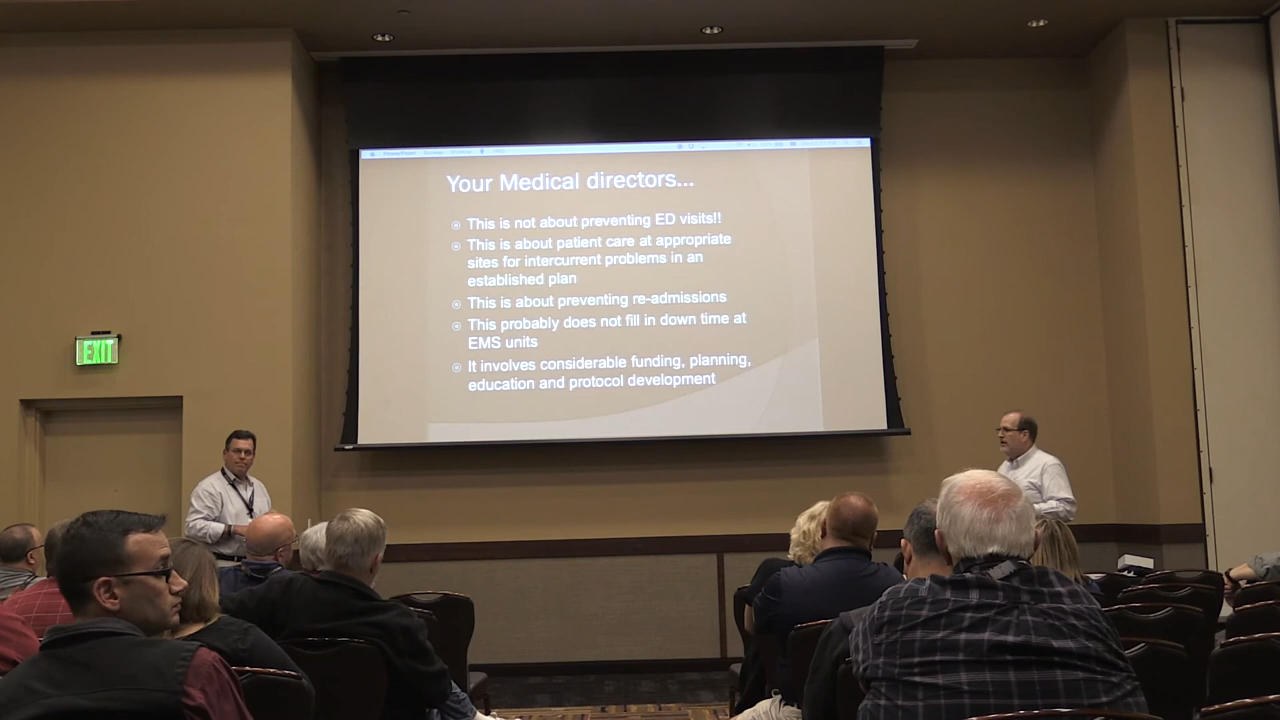 Your Medical directors...
This is not about preventing ED visits!!
This is about patient care at appropriate
sites for intercurrent problems in an
established plan
This is about preventing re-admissions
This probably does not fill in down time at
EMS units
It involves considerable funding, planning,
education and protocol development
EXIT